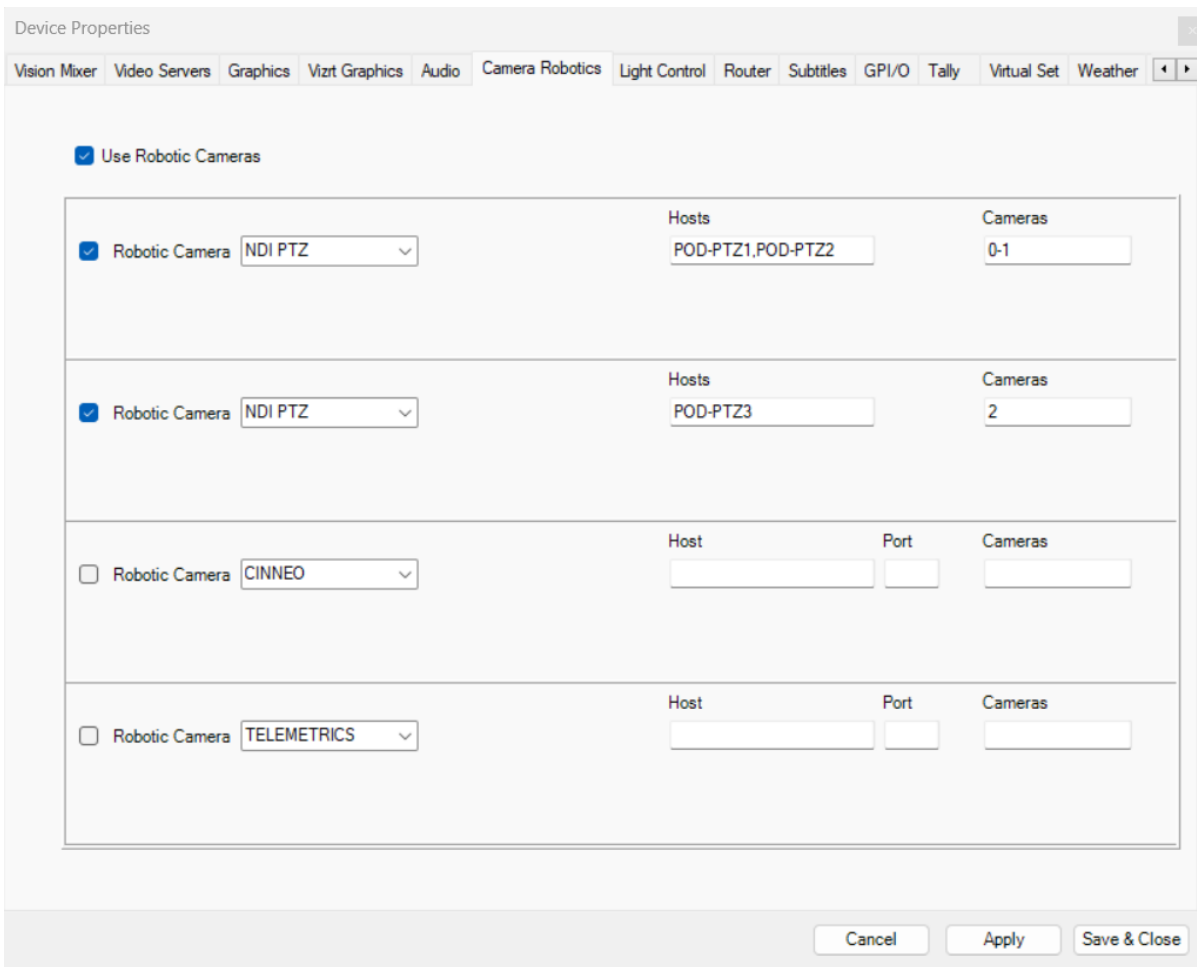 Device Properties
Vision Mixer Video Servers Graphics Vizrt Graphics Audio Camera Robotics Light Control Router Subtitles GPI/O Tally Virtual Set Weather
Use Robotic Cameras
Hosts Cameras
Robotic Camera NDI PTZ POD-PTZ1,POD-PTZ2 0-1
Hosts Cameras
Robotic Camera NDI PTZ POD-PTZ3 2
Host Port Cameras
Robotic Camera CINNEO
Host Port Cameras
Robotic Camera TELEMETRICS
Cancel Apply Save & Close